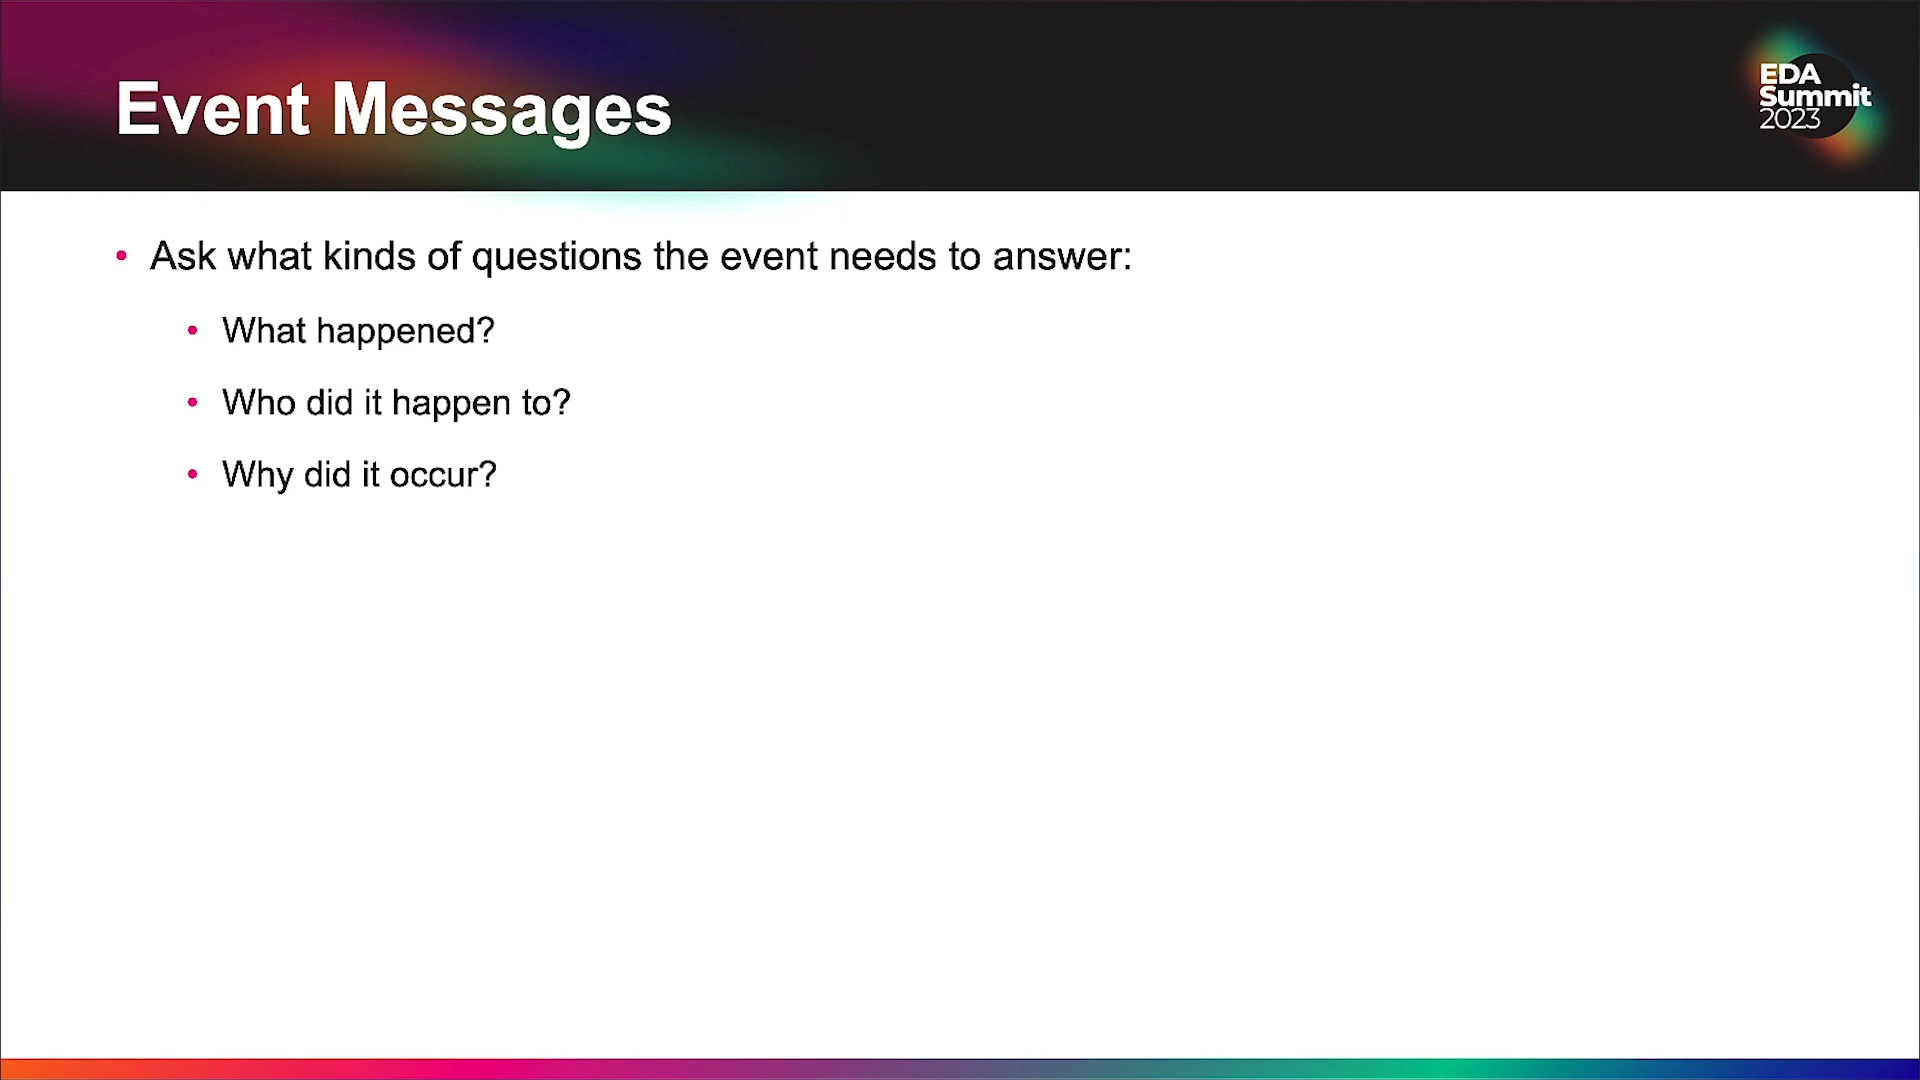 Event Messages
EDA
Summit
2023
• Ask what kinds of questions the event needs to answer:
• What happened?
• Who did it happen to?
• Why did it occur?